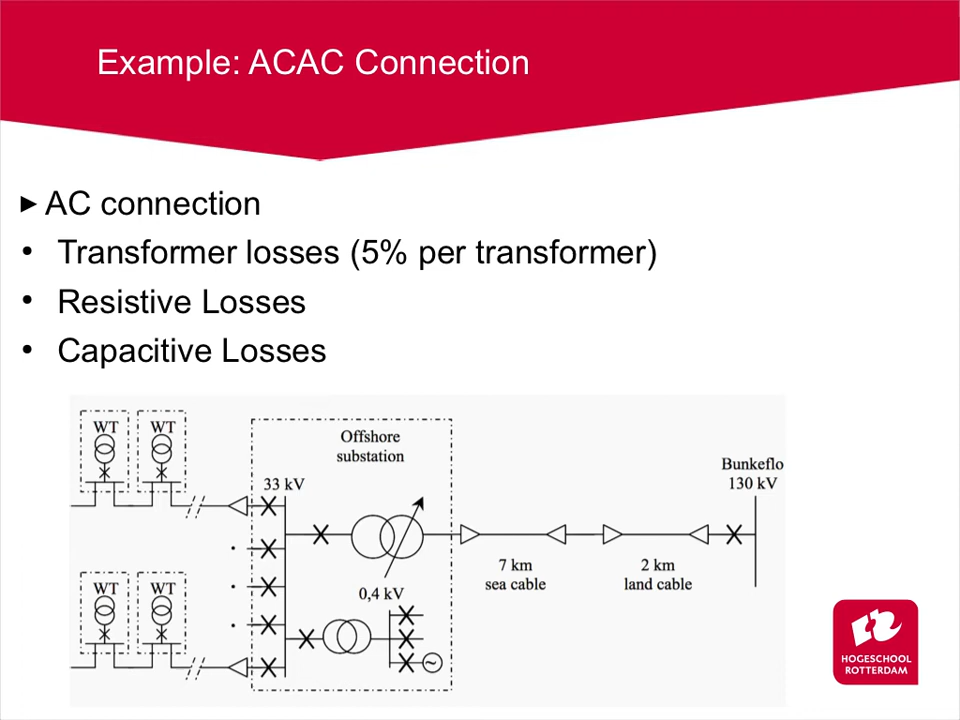 Example: ACAC Connection
►AC connection
• Transformer losses (5% per transformer)
• Resistive Losses
• Capacitive Losses
WT WT
Offshore
substation
33 kV
Bunkeflo
130 kV
7 km
sea cable
2 km
land cable
0,4 kV
WT WT
HOGESCHOOL
ROTTERDAM